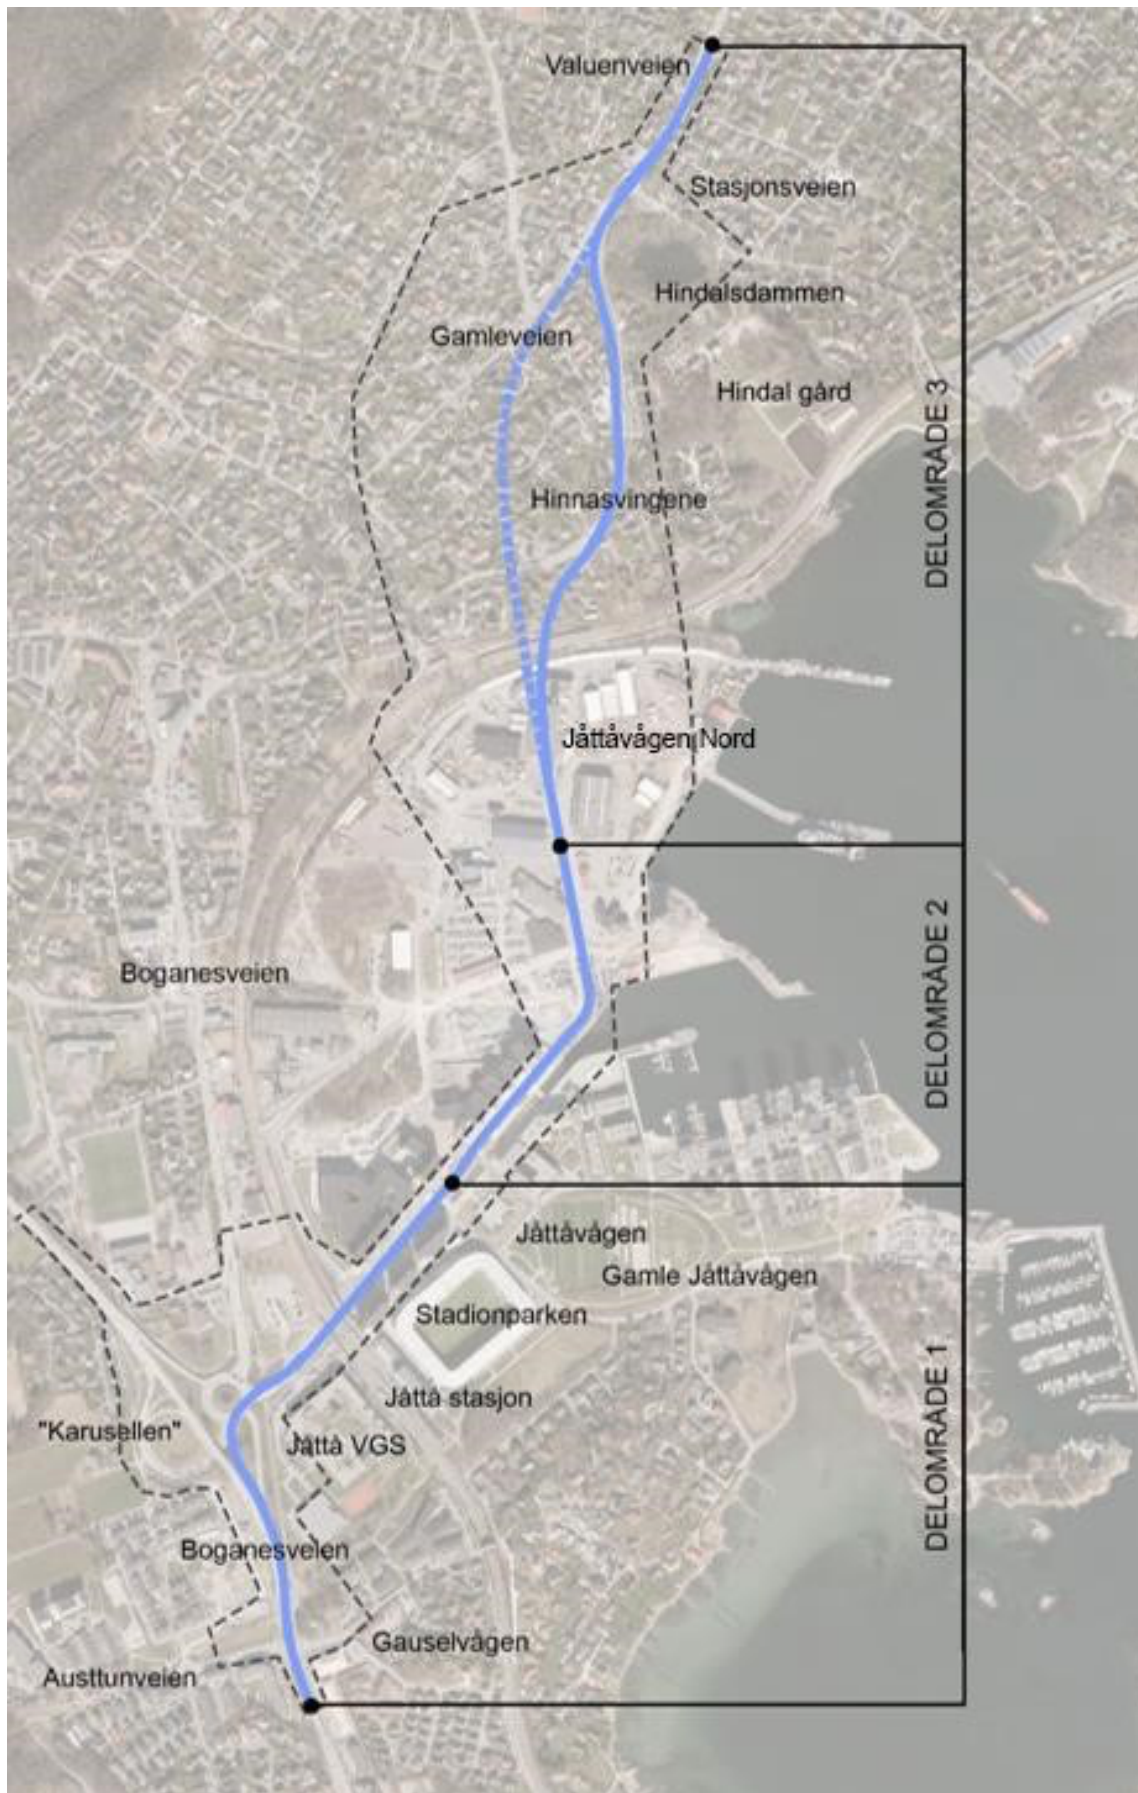 Valuenveien
Stasjonsveien
Hindalsdammen
Gamleveien
Hindal gård
DELOMRÅDE 3
Hinnasvingene
Jåttåvågen Nord
Boganesveien
DELOMRÅDE 2
Jåttåvågen
Gamle Jåttåvågen
Stadionparken
DELOMRÅDE 1
Jåttå stasjon
"Karusellen"
Jåttå VGS
Boganesveien
Gauselvågen
Austtunveien